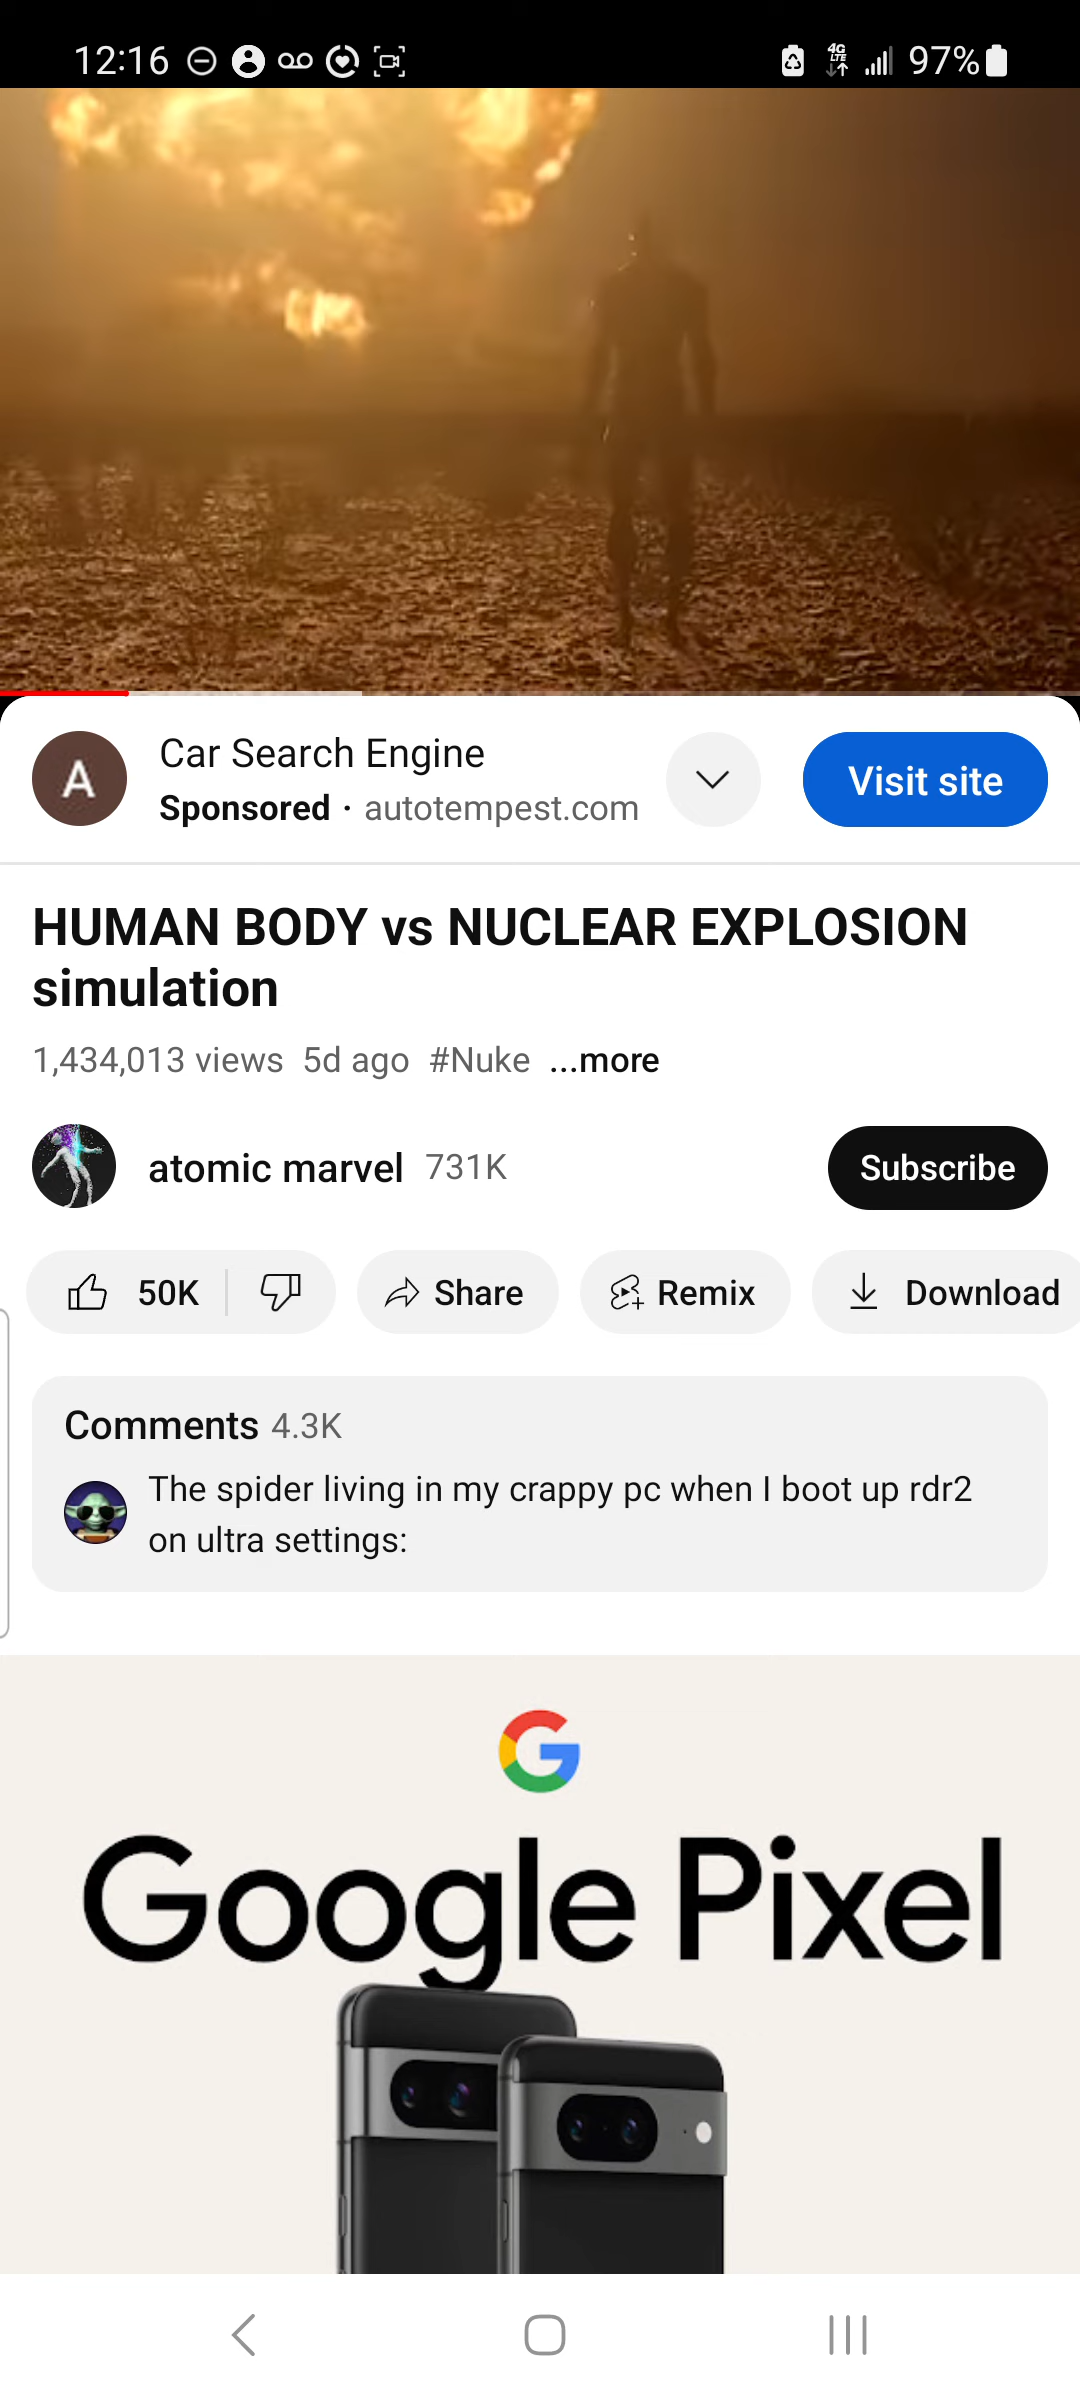 12:16
4G LTE 97%
A
Car Search Engine
Sponsored · autotempest.com
Visit site
HUMAN BODY vs NUCLEAR EXPLOSION
simulation
1,434,013 views 5d ago #Nuke ...more
atomic marvel 731K
Subscribe
50K Share Remix Download
Comments 4.3K
The spider living in my crappy pc when I boot up rdr2
on ultra settings:
G
Google Pixel